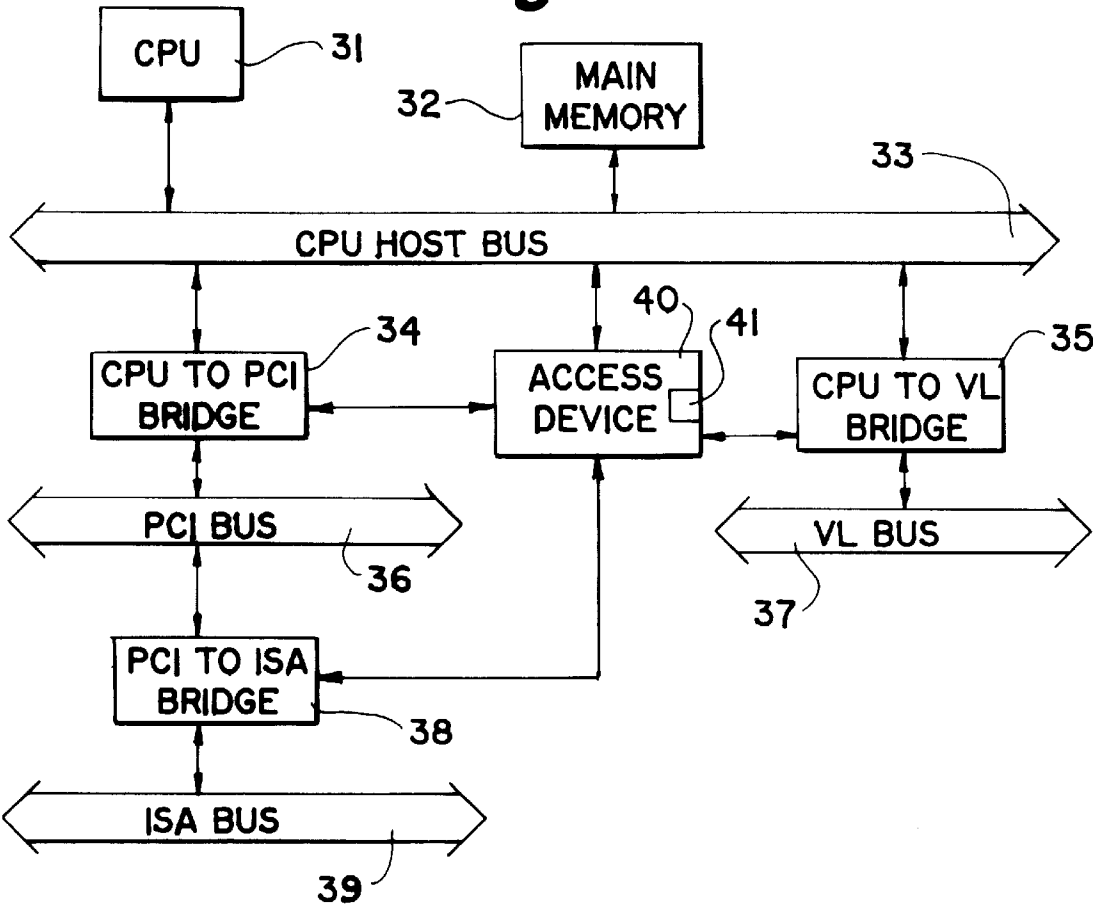 CPU
31
MAIN
MEMORY
32
33
CPU HOST BUS
34
40
41
35
CPU TO PCI
BRIDGE
ACCESS
DEVICE
CPU TO VL
BRIDGE
PCI BUS
36
VL BUS
37
PCI TO ISA
BRIDGE
38
ISA BUS
39